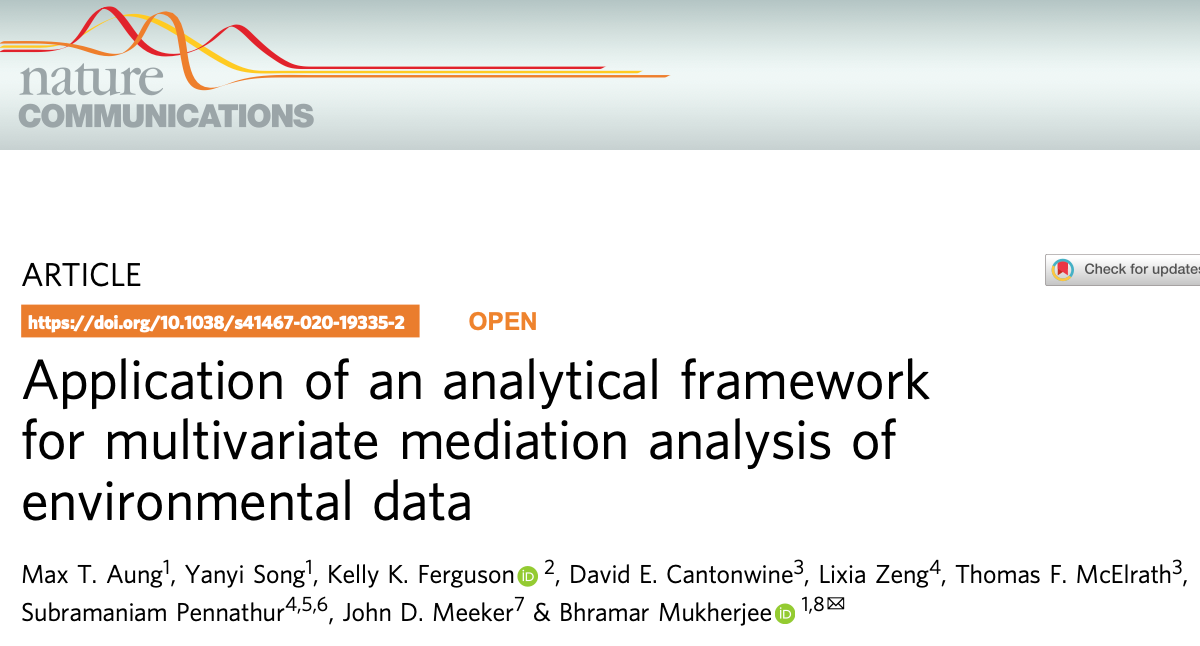 nature
COMMUNICATIONS
ARTICLE
Check for updates
https://doi.org/10.1038/s41467-020-19335-2 OPEN
Application of an analytical framework
for multivariate mediation analysis of
environmental data
Max T. Aung1, Yanyi Song1, Kelly K. Ferguson iD 2, David E. Cantonwine3, Lixia Zeng4, Thomas F. McElrath3,
Subramaniam Pennathur4,5,6, John D. Meeker7 & Bhramar Mukherjee iD 1,8✉